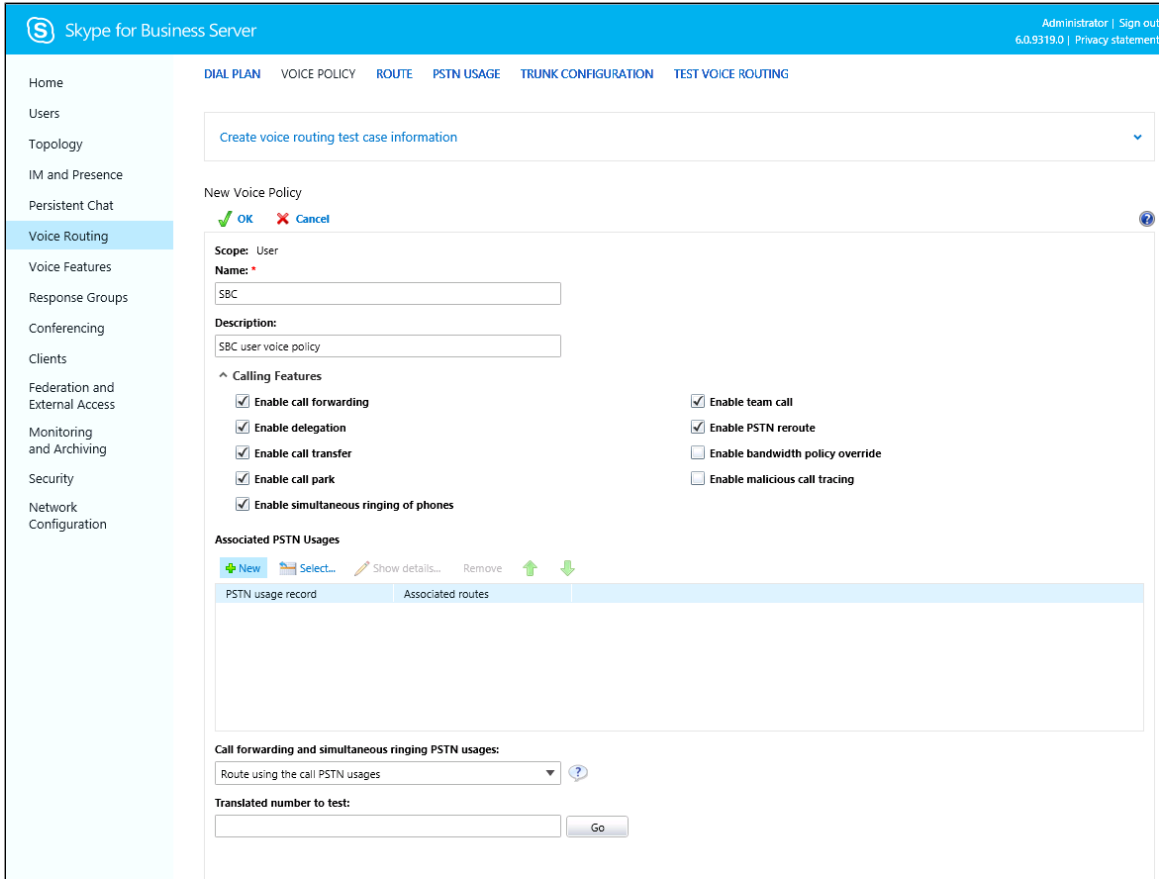 Skype for Business Server
Administrator | Sign out
6.0.9319.0 | Privacy statement
Home
Users
Topology
IM and Presence
Persistent Chat
Voice Routing
Voice Features
Response Groups
Conferencing
Clients
Federation and
External Access
Monitoring
and Archiving
Security
Network
Configuration
DIAL PLAN VOICE POLICY ROUTE PSTN USAGE TRUNK CONFIGURATION TEST VOICE ROUTING
Create voice routing test case information
New Voice Policy
OK Cancel
Scope: User
Name: *
SBC
Description:
SBC user voice policy
Calling Features
Enable call forwarding Enable team call
Enable delegation Enable PSTN reroute
Enable call transfer Enable bandwidth policy override
Enable call park Enable malicious call tracing
Enable simultaneous ringing of phones
Associated PSTN Usages
New Select... Show details... Remove
PSTN usage record Associated routes
Call forwarding and simultaneous ringing PSTN usages:
Route using the call PSTN usages
Translated number to test:
Go